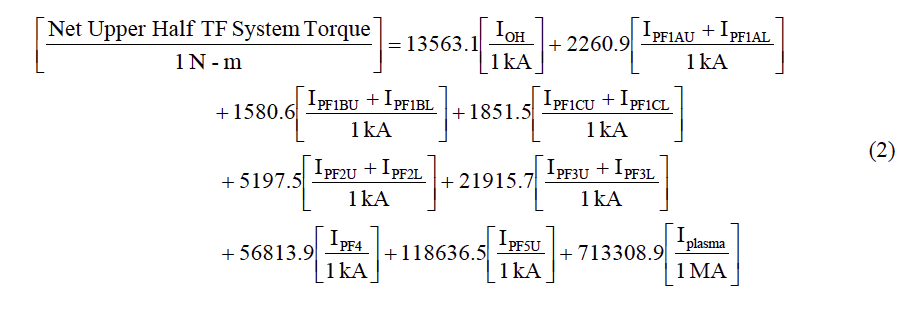 [Net Upper Half TF System Torque / 1 N - m] = 13563.1[I_OH / 1 kA] + 2260.9[I_PF1AU + I_PF1AL / 1 kA]
+ 1580.6[I_PF1BU + I_PF1BL / 1 kA] + 1851.5[I_PF1CU + I_PF1CL / 1 kA]
+ 5197.5[I_PF2U + I_PF2L / 1 kA] + 21915.7[I_PF3U + I_PF3L / 1 kA] (2)
+ 56813.9[I_PF4 / 1 kA] + 118636.5[I_PF5U / 1 kA] + 713308.9[I_plasma / 1 MA]